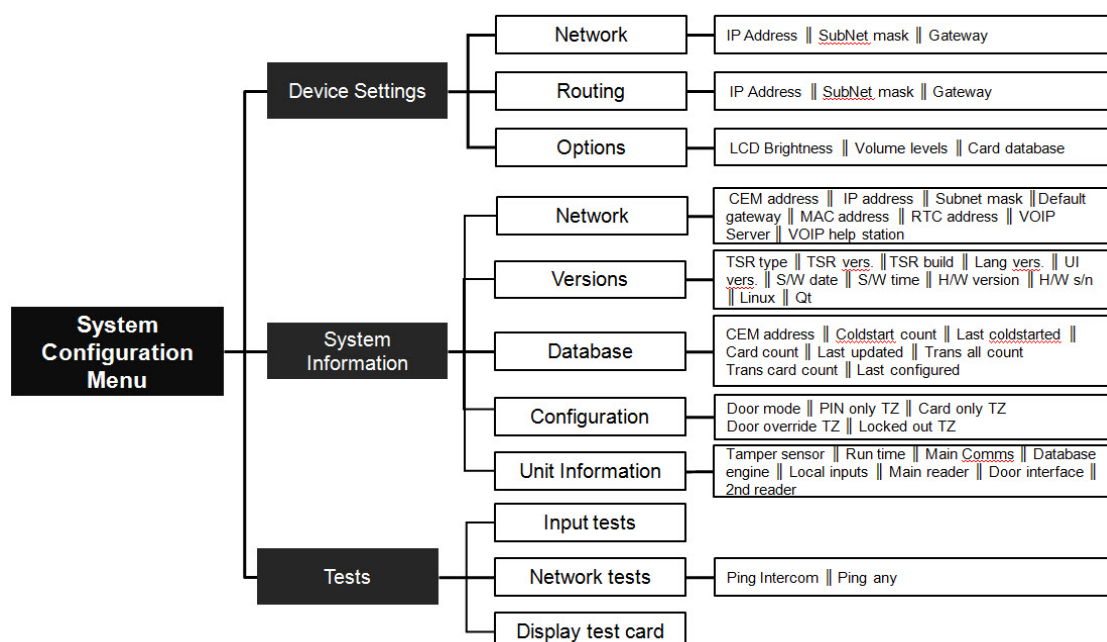 System
Configuration
Menu
Device Settings
Network
IP Address ‖ SubNet mask ‖ Gateway
Routing
IP Address ‖ SubNet mask ‖ Gateway
Options
LCD Brightness ‖ Volume levels ‖ Card database
System
Information
Network
CEM address ‖ IP address ‖ Subnet mask ‖Default
gateway ‖ MAC address ‖ RTC address ‖ VOIP
Server‖ VOIP help station
Versions
TSR type ‖ TSR vers. ‖TSR build ‖ Lang vers. ‖ UI
vers. ‖ S/W date ‖ S/W time ‖ H/W version ‖ H/W s/n
‖ Linux ‖ Qt
Database
CEM address ‖ Coldstart count ‖ Last coldstarted ‖
Card count ‖ Last updated ‖ Trans all count
Trans card count ‖ Last configured
Configuration
Door mode ‖ PIN only TZ ‖ Card only TZ
Door override TZ ‖ Locked out TZ
Unit Information
Tamper sensor ‖ Run time ‖ Main Comms ‖ Database
engine ‖ Local inputs ‖ Main reader ‖ Door interface ‖
2nd reader
Tests
Input tests
Network tests
Ping Intercom ‖ Ping any
Display test card